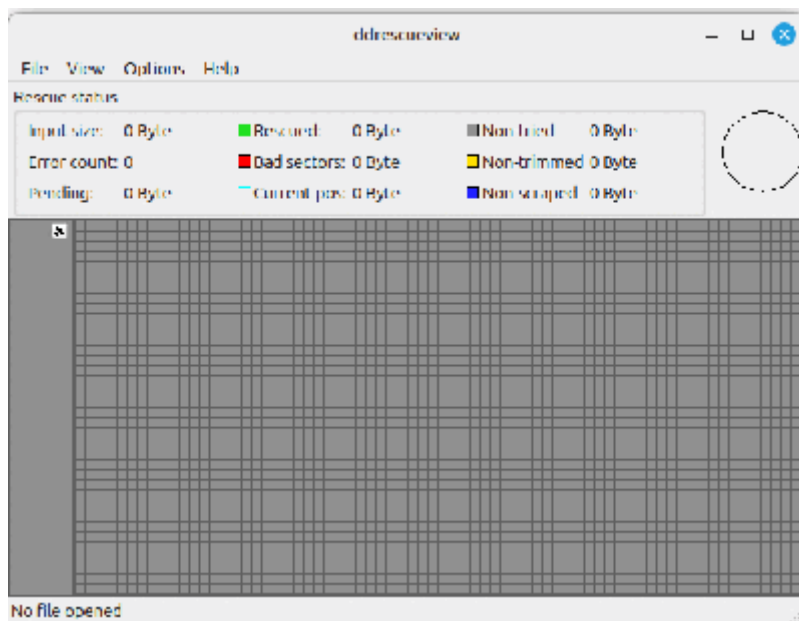 ddrescueview
File View Options Help
Rescue status
Input size: 0 Byte Rescued: 0 Byte Non-tried 0 Byte
Error count: 0 Bad sectors: 0 Byte Non-trimmed 0 Byte
Pending: 0 Byte Current pos: 0 Byte Non-scraped 0 Byte
No file opened